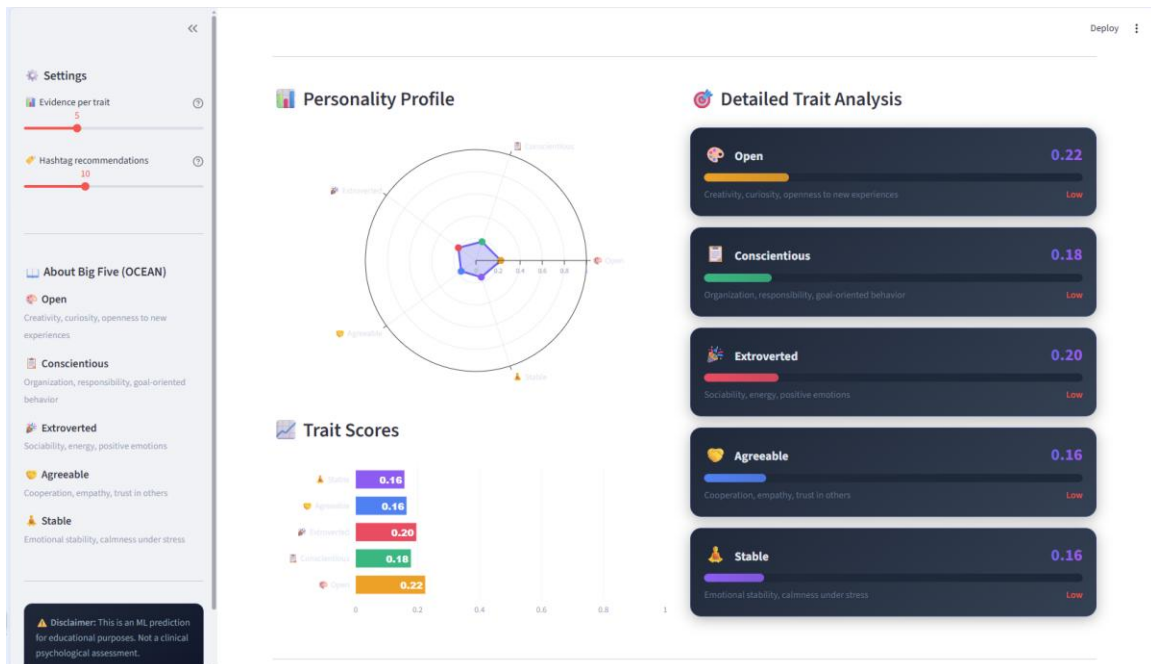 Deploy
Settings
Evidence per trait
5
Hashtag recommendations
10
About Big Five (OCEAN)
Open
Creativity, curiosity, openness to new
experiences
Conscientious
Organization, responsibility, goal-oriented
behavior
Extroverted
Sociability, energy, positive emotions
Agreeable
Cooperation, empathy, trust in others
Stable
Emotional stability, calmness under stress
Disclaimer: This is an ML prediction
for educational purposes. Not a clinical
psychological assessment.
Personality Profile
Conscientious
Extroverted
Open
0 0.2 0.4 0.6 0.8 1
Agreeable
Stable
Trait Scores
Stable 0.16
Agreeable 0.16
Extroverted 0.20
Conscientious 0.18
Open 0.22
0 0.2 0.4 0.6 0.8 1
Detailed Trait Analysis
Open 0.22
Creativity, curiosity, openness to new experiences Low
Conscientious 0.18
Organization, responsibility, goal-oriented behavior Low
Extroverted 0.20
Sociability, energy, positive emotions Low
Agreeable 0.16
Cooperation, empathy, trust in others Low
Stable 0.16
Emotional stability, calmness under stress Low